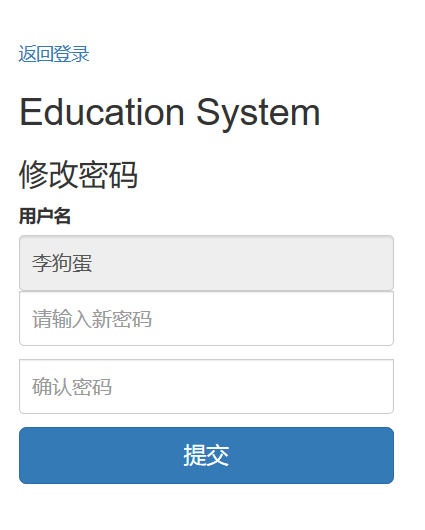 返回登录
Education System
修改密码
用户名
李狗蛋
请输入新密码
确认密码
提交